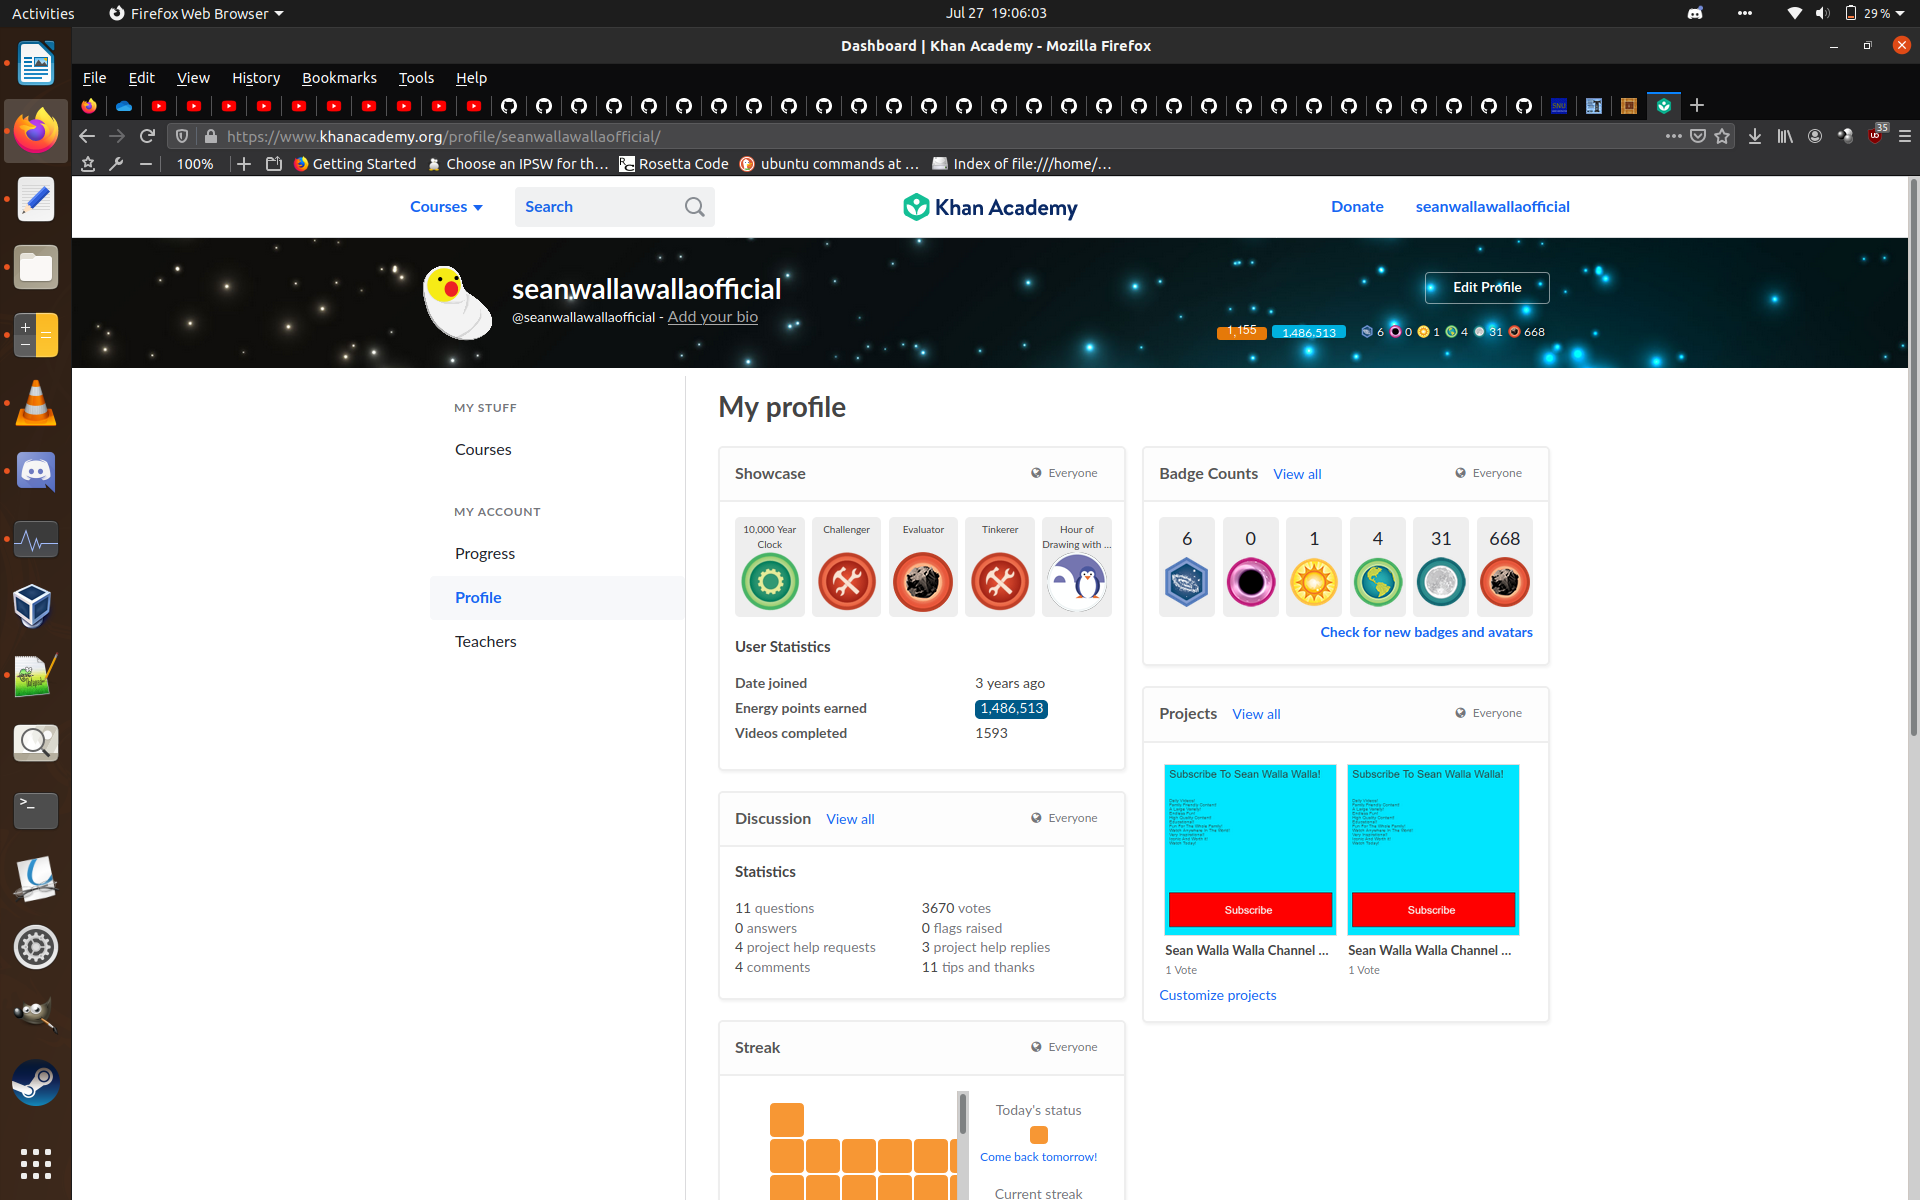 Activities
Firefox Web Browser
Jul 27 19:06:03
29 %
Dashboard | Khan Academy - Mozilla Firefox
File Edit View History Bookmarks Tools Help
https://www.khanacademy.org/profile/seanwallawallaofficial/
35
100%
Getting Started
Choose an IPSW for th…
Rosetta Code
ubuntu commands at …
Index of file:///home/…
Courses
Search
Khan Academy
Donate
seanwallawallaofficial
seanwallawallaofficial
@seanwallawallaofficial - Add your bio
Edit Profile
1,155
1,486,513
6 0 1 4 31 668
MY STUFF
Courses
MY ACCOUNT
Progress
Profile
Teachers
My profile
Showcase
Everyone
10,000 Year Clock
Challenger
Evaluator
Tinkerer
Hour of Drawing with ...
User Statistics
Date joined 3 years ago
Energy points earned 1,486,513
Videos completed 1593
Discussion View all
Everyone
Statistics
11 questions 3670 votes
0 answers 0 flags raised
4 project help requests 3 project help replies
4 comments 11 tips and thanks
Streak
Everyone
Today's status
Come back tomorrow!
Current streak
Badge Counts View all
Everyone
6 0 1 4 31 668
Check for new badges and avatars
Projects View all
Everyone
Subscribe To Sean Walla Walla!
Subscribe
Sean Walla Walla Channel ...
1 Vote
Subscribe To Sean Walla Walla!
Subscribe
Sean Walla Walla Channel ...
1 Vote
Customize projects